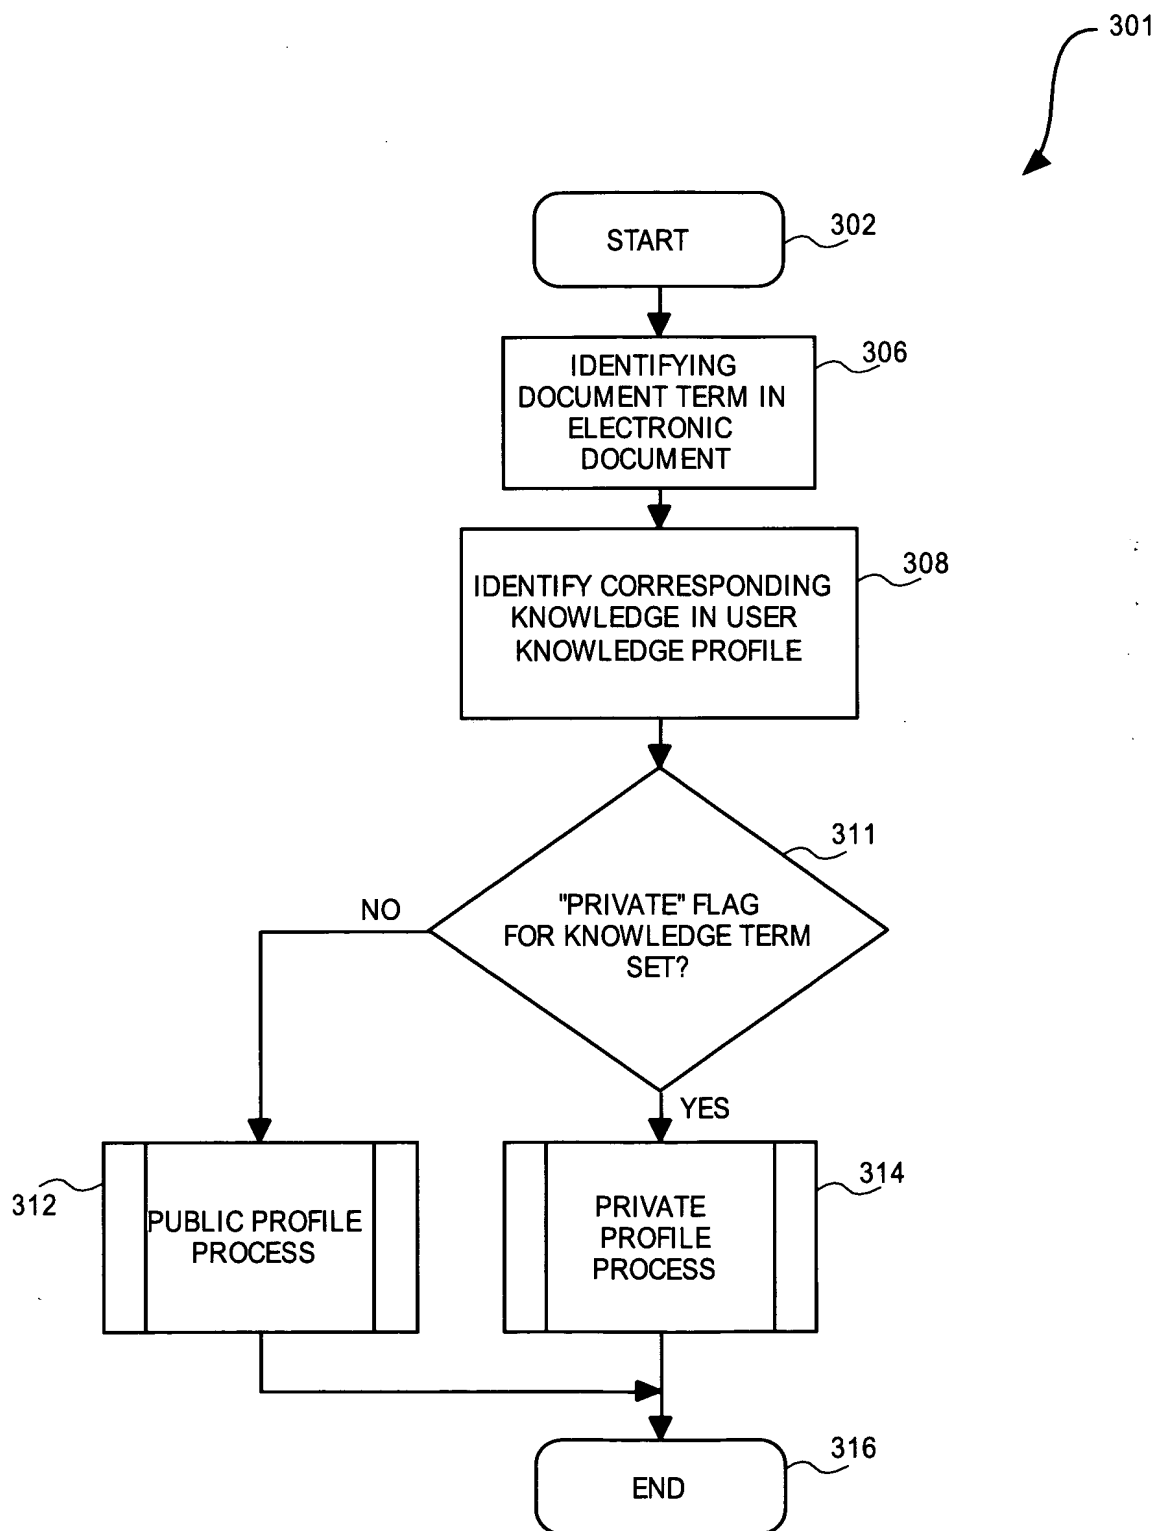 301
START
302
IDENTIFYING
DOCUMENT TERM IN
ELECTRONIC
DOCUMENT
306
IDENTIFY CORRESPONDING
KNOWLEDGE IN USER
KNOWLEDGE PROFILE
308
311
"PRIVATE" FLAG
FOR KNOWLEDGE TERM
SET?
NO
YES
312
PUBLIC PROFILE
PROCESS
PRIVATE
PROFILE
PROCESS
314
END
316